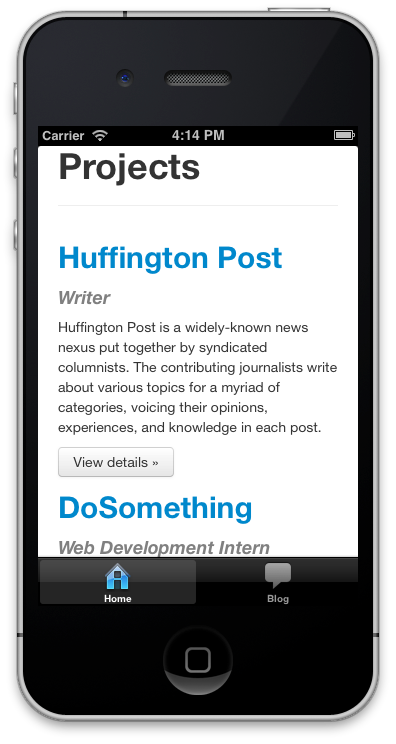 Carrier 4:14 PM
Projects
Huffington Post
Writer
Huffington Post is a widely-known news
nexus put together by syndicated
columnists. The contributing journalists write
about various topics for a myriad of
categories, voicing their opinions,
experiences, and knowledge in each post.
View details »
DoSomething
Web Development Intern
Home Blog